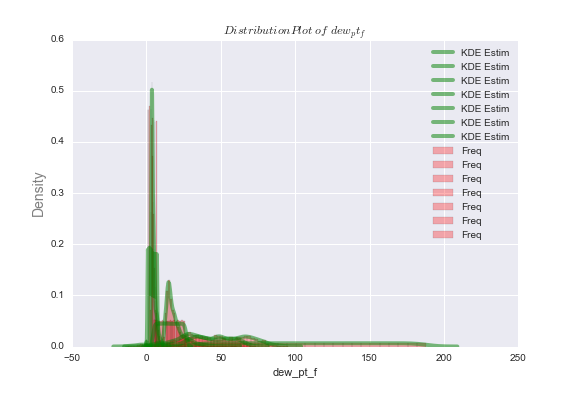 DistributionPlot of dew_pt_f
0.6
0.5
0.4
0.3
0.2
0.1
0.0
Density
KDE Estim
KDE Estim
KDE Estim
KDE Estim
KDE Estim
KDE Estim
KDE Estim
Freq
Freq
Freq
Freq
Freq
Freq
Freq
−50
0
50
100
150
200
250
dew_pt_f